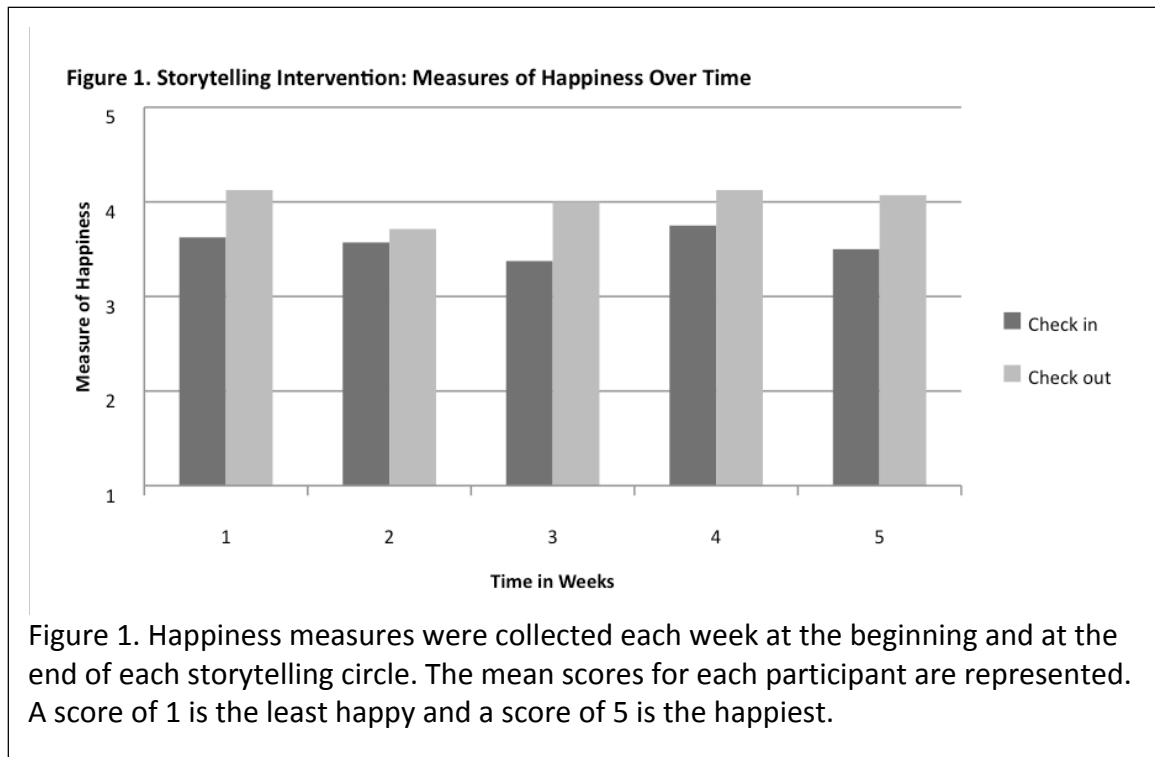 Figure 1. Storytelling Intervention: Measures of Happiness Over Time
5
4
3
2
1
Measure of Happiness
1 2 3 4 5
Time in Weeks
Check in
Check out
Figure 1. Happiness measures were collected each week at the beginning and at the
end of each storytelling circle. The mean scores for each participant are represented.
A score of 1 is the least happy and a score of 5 is the happiest.